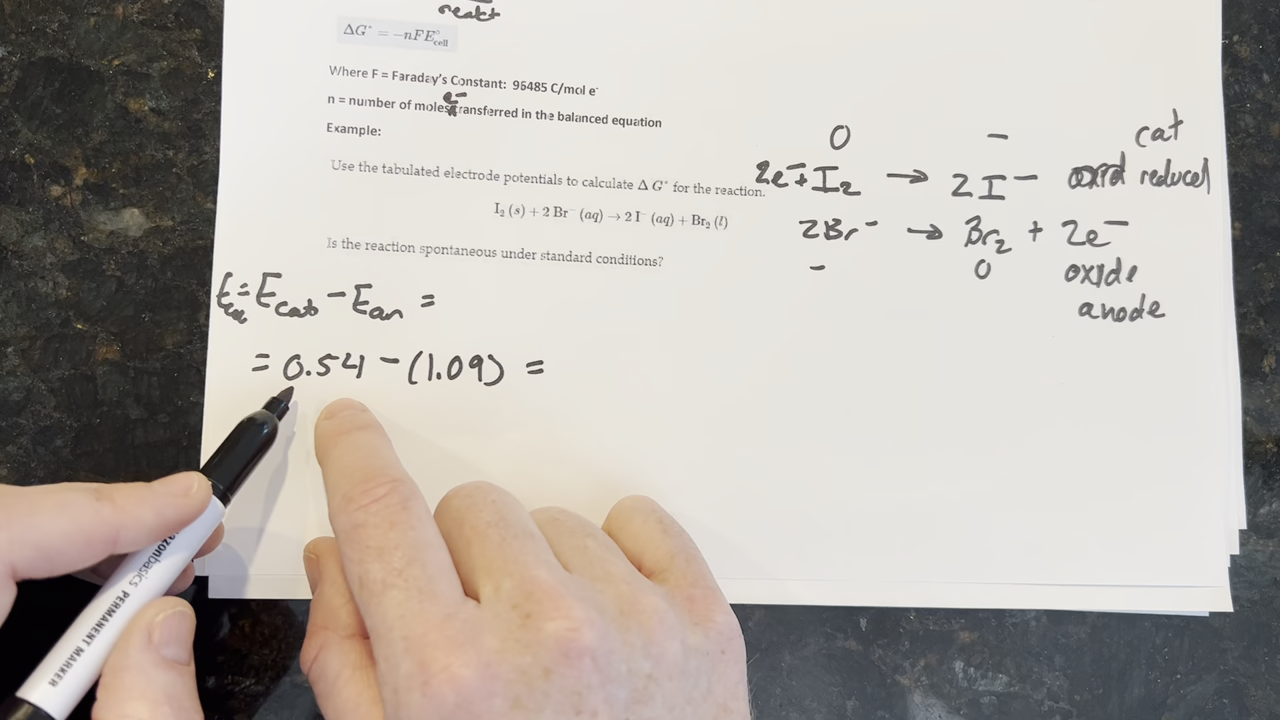 react
ΔG° = −nFE°cell
Where F = Faraday's Constant: 96485 C/mol e-
e-
n = number of moles transferred in the balanced equation
Example:
Use the tabulated electrode potentials to calculate Δ G° for the reaction.
I₂ (s) + 2 Br⁻ (aq) → 2 I⁻ (aq) + Br₂ (l)
Is the reaction spontaneous under standard conditions?
= Ecat − Ean =
= 0.54 − (1.09) =
0 − cat
2e⁻ + I₂ → 2I⁻ reduced
2Br⁻ → Br₂ + 2e⁻
− 0 oxide
anode
azonbasics PERMANENT MARKER